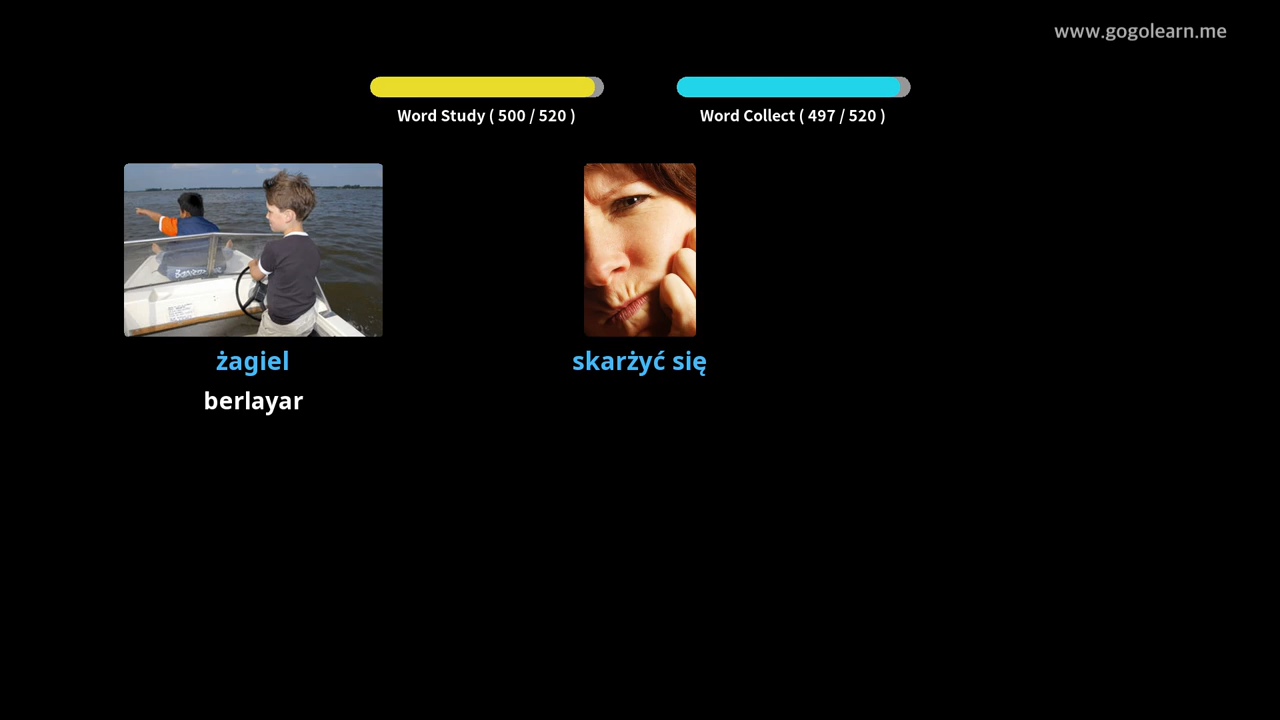 www.gogolearn.me
Word Study ( 500 / 520 )
Word Collect ( 497 / 520 )
żagiel
skarżyć się
berlayar